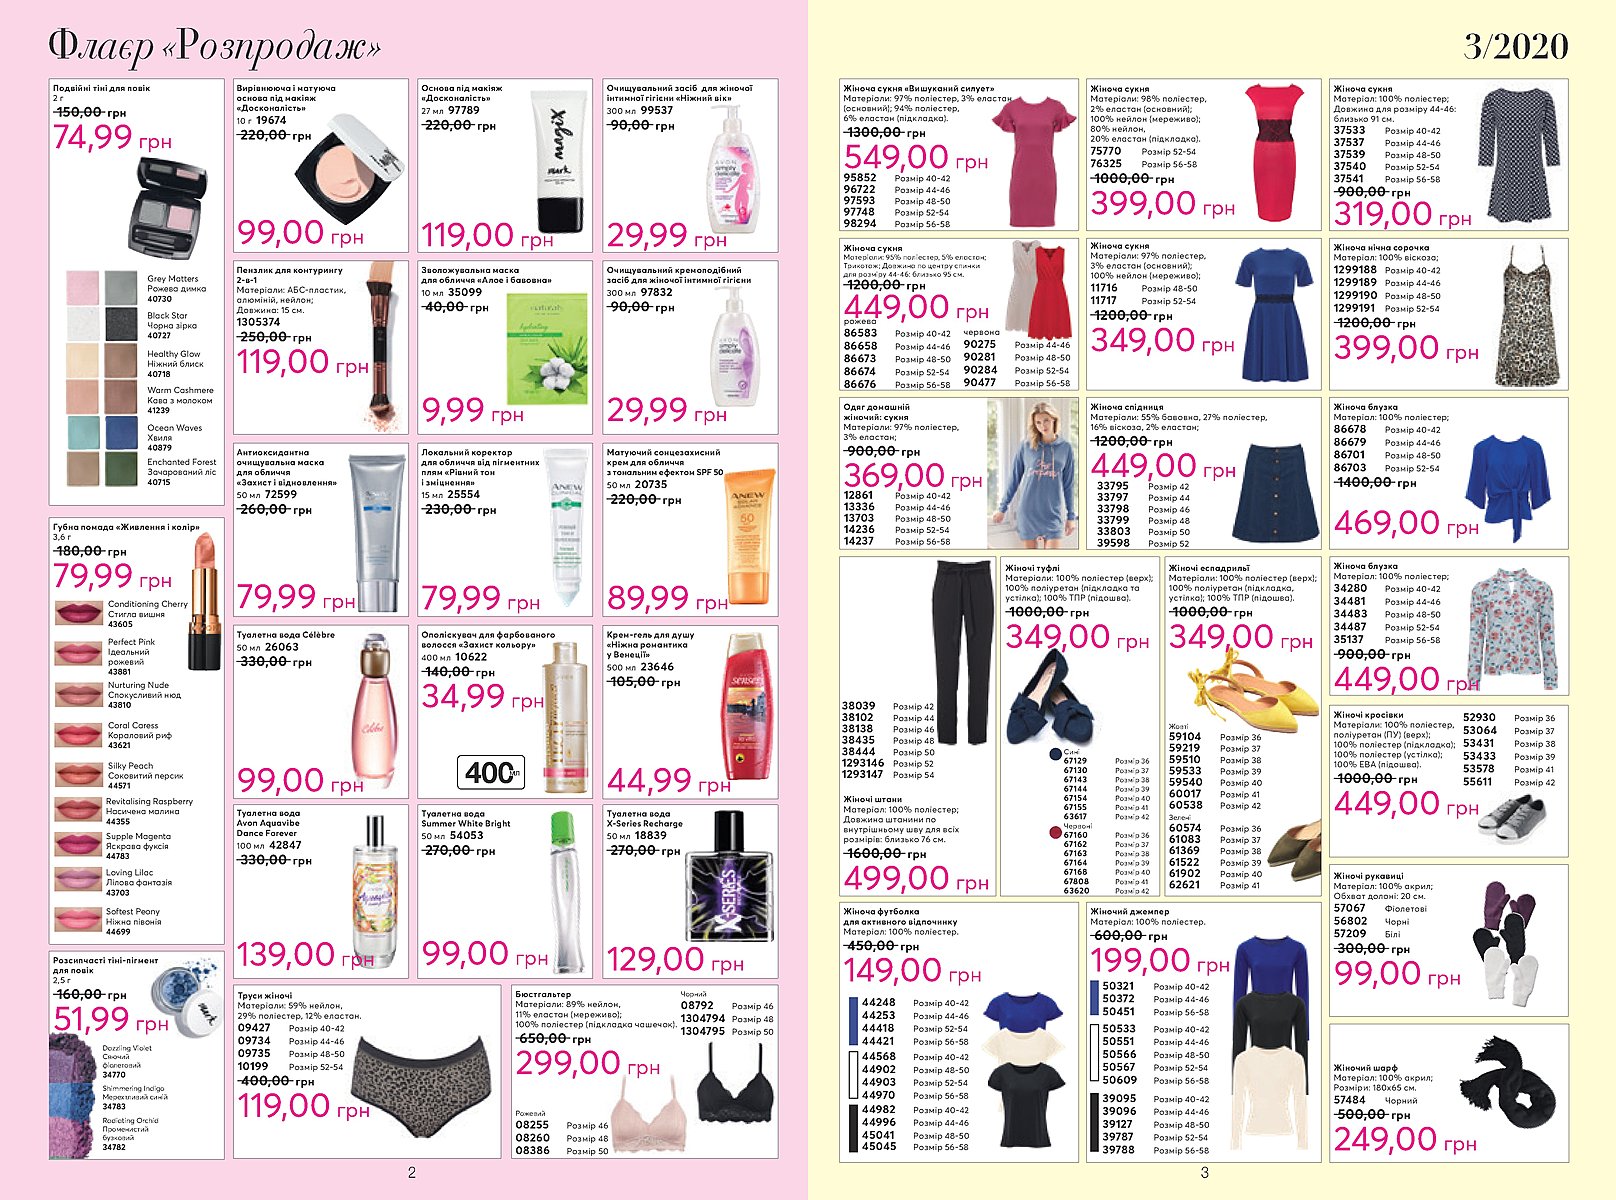 Флаєр «Розпродаж»
Подвійні тіні для повік
2 г
150,00 грн
74,99 грн
Grey Matters
Рожева димка
40730
Black Star
Чорна зірка
40727
Healthy Glow
Ніжний блиск
40718
Warm Cashmere
Кава з молоком
41239
Ocean Waves
Хвиля
40879
Enchanted Forest
Зачарований ліс
40715
Губна помада «Живлення і колір»
3,6 г
180,00 грн
79,99 грн
Conditioning Cherry
Стигла вишня
43605
Perfect Pink
Ідеальний
рожевий
43881
Nurturing Nude
Спокусливий нюд
43810
Coral Caress
Кораловий риф
43621
Silky Peach
Соковитий персик
44571
Revitalising Raspberry
Насичена малина
44355
Supple Magenta
Яскрава фуксія
44783
Loving Lilac
Лілова фантазія
43703
Softest Peony
Ніжна півонія
44699
Розсипчасті тіні-пігмент
для повік
2,5 г
160,00 грн
51,99 грн
Dazzling Violet
Сяючий
фіолетовий
34770
Shimmering Indigo
Мерехтливий синій
34783
Radiating Orchid
Променистий
бузковий
34782
Вирівнююча і матуюча
основа під макіяж
«Досконалість»
10 г 19674
220,00 грн
99,00 грн
Основа під макіяж
«Досконалість»
27 мл 97789
220,00 грн
magix
mark.
119,00 грн
Очищувальний засіб для жіночої
інтимної гігієни «Ніжний вік»
300 мл 99537
90,00 грн
AVON
simply
delicate
29,99 грн
Пензлик для контурингу
2-в-1
Матеріали: АБС-пластик,
алюміній, нейлон;
Довжина: 15 см.
1305374
250,00 грн
119,00 грн
Зволожувальна маска
для обличчя «Алое і бавовна»
10 мл 35099
40,00 грн
naturals
hydrating
9,99 грн
Очищувальний кремоподібний
засіб для жіночої інтимної гігієни
300 мл 97832
90,00 грн
AVON
simply
delicate
29,99 грн
Антиоксидантна
очищувальна маска
для обличчя
«Захист і відновлення»
50 мл 72599
260,00 грн
ANEW
79,99 грн
Локальний коректор
для обличчя від пігментних
плям «Рівний тон
і зміцнення»
15 мл 25554
230,00 грн
ANEW
CLINICAL
79,99 грн
Матуючий сонцезахисний
крем для обличчя
з тональним ефектом SPF 50
50 мл 20735
220,00 грн
ANEW
SOLAR
ADVANCE
50
89,99 грн
Туалетна вода Célèbre
50 мл 26063
330,00 грн
Célèbre
99,00 грн
Ополіскувач для фарбованого
волосся «Захист кольору»
400 мл 10622
140,00 грн
34,99 грн
400мл
Крем-гель для душу
«Ніжна романтика
у Венеції»
500 мл 23646
105,00 грн
senses
44,99 грн
Туалетна вода
Avon Aquavibe
Dance Forever
100 мл 42847
330,00 грн
Aquavibe
139,00 грн
Туалетна вода
Summer White Bright
50 мл 54053
270,00 грн
99,00 грн
Туалетна вода
X-Series Recharge
50 мл 18839
270,00 грн
X-SERIES
129,00 грн
Труси жіночі
Матеріали: 59% нейлон,
29% поліестер, 12% еластан.
09427 Розмір 40-42
09734 Розмір 44-46
09735 Розмір 48-50
10199 Розмір 52-54
400,00 грн
119,00 грн
Бюстгальтер
Матеріали: 89% нейлон,
11% еластан (мереживо);
100% поліестер (підкладка чашечок).
650,00 грн
299,00 грн
Чорний
08792 Розмір 46
1304794 Розмір 48
1304795 Розмір 50
Рожевий
08255 Розмір 46
08260 Розмір 48
08386 Розмір 50
2
3/2020
Жіноча сукня «Вишуканий силует»
Матеріали: 97% поліестер, 3% еластан
(основний); 94% поліестер,
6% еластан (підкладка).
1300,00 грн
549,00 грн
95852 Розмір 40-42
96722 Розмір 44-46
97593 Розмір 48-50
97748 Розмір 52-54
98294 Розмір 56-58
Жіноча сукня
Матеріали: 98% поліестер,
2% еластан (основний);
100% нейлон (мереживо);
80% нейлон,
20% еластан (підкладка).
75770 Розмір 52-54
76325 Розмір 56-58
1000,00 грн
399,00 грн
Жіноча сукня
Матеріал: 100% поліестер;
Довжина для розміру 44-46:
близько 91 см.
37533 Розмір 40-42
37537 Розмір 44-46
37539 Розмір 48-50
37540 Розмір 52-54
37541 Розмір 56-58
900,00 грн
319,00 грн
Жіноча сукня
Матеріали: 95% поліестер, 5% еластан;
Трикотаж; Довжина по центру спинки
для розміру 44-46: близько 95 см.
1200,00 грн
449,00 грн
рожева
86583 Розмір 40-42
86658 Розмір 44-46
86673 Розмір 48-50
86674 Розмір 52-54
86676 Розмір 56-58
червона
90275 Розмір 44-46
90281 Розмір 48-50
90284 Розмір 52-54
90477 Розмір 56-58
Жіноча сукня
Матеріали: 97% поліестер,
3% еластан (основний);
100% нейлон (мереживо);
11716 Розмір 48-50
11717 Розмір 52-54
1200,00 грн
349,00 грн
Жіноча нічна сорочка
Матеріал: 100% віскоза;
1299188 Розмір 40-42
1299189 Розмір 44-46
1299190 Розмір 48-50
1299191 Розмір 52-54
1200,00 грн
399,00 грн
Одяг домашній
жіночий: сукня
Матеріали: 97% поліестер,
3% еластан;
900,00 грн
369,00 грн
12861 Розмір 40-42
13336 Розмір 44-46
13703 Розмір 48-50
14236 Розмір 52-54
14237 Розмір 56-58
Жіноча спідниця
Матеріали: 55% бавовна, 27% поліестер,
16% віскоза, 2% еластан;
1200,00 грн
449,00 грн
33795 Розмір 42
33797 Розмір 44
33798 Розмір 46
33799 Розмір 48
33803 Розмір 50
39598 Розмір 52
Жіноча блузка
Матеріал: 100% поліестер;
86678 Розмір 40-42
86679 Розмір 44-46
86701 Розмір 48-50
86703 Розмір 52-54
1400,00 грн
469,00 грн
38039 Розмір 42
38102 Розмір 44
38138 Розмір 46
38435 Розмір 48
38444 Розмір 50
1293146 Розмір 52
1293147 Розмір 54
Жіночі штани
Матеріал: 100% поліестер;
Довжина штанини по
внутрішньому шву для всіх
розмірів: близько 76 см.
1600,00 грн
499,00 грн
Жіночі туфлі
Матеріали: 100% поліестер (верх);
100% поліуретан (підкладка та
устілка); 100% ТПР (підошва).
1000,00 грн
349,00 грн
Сині
67129 Розмір 36
67130 Розмір 37
67143 Розмір 38
67144 Розмір 39
67154 Розмір 40
67155 Розмір 41
63617 Розмір 42
Червоні
67160 Розмір 36
67162 Розмір 37
67163 Розмір 38
67164 Розмір 39
67168 Розмір 40
67808 Розмір 41
63620 Розмір 42
Жіночі еспадрильї
Матеріали: 100% поліестер (верх);
100% поліуретан (підкладка,
устілка); 100% ТПР (підошва).
1000,00 грн
349,00 грн
Жовті
59104 Розмір 36
59219 Розмір 37
59510 Розмір 38
59533 Розмір 39
59540 Розмір 40
60017 Розмір 41
60538 Розмір 42
Зелені
60574 Розмір 36
61083 Розмір 37
61369 Розмір 38
61522 Розмір 39
61902 Розмір 40
62621 Розмір 41
Жіноча блузка
Матеріал: 100% поліестер;
34280 Розмір 40-42
34481 Розмір 44-46
34483 Розмір 48-50
34487 Розмір 52-54
35137 Розмір 56-58
900,00 грн
449,00 грн
Жіночі кросівки
Матеріали: 100% поліестер,
поліуретан (ПУ) (верх);
100% поліестер (підкладка);
100% поліестер (устілка);
100% ЕВА (підошва).
1000,00 грн
449,00 грн
52930 Розмір 36
53064 Розмір 37
53431 Розмір 38
53433 Розмір 39
53578 Розмір 41
55611 Розмір 42
Жіноча футболка
для активного відпочинку
Матеріал: 100% поліестер.
450,00 грн
149,00 грн
44248 Розмір 40-42
44253 Розмір 44-46
44418 Розмір 52-54
44421 Розмір 56-58
44568 Розмір 40-42
44902 Розмір 48-50
44903 Розмір 52-54
44970 Розмір 56-58
44982 Розмір 40-42
44996 Розмір 44-46
45041 Розмір 48-50
45045 Розмір 52-54
Жіночий джемпер
Матеріал: 100% поліестер.
600,00 грн
199,00 грн
50321 Розмір 40-42
50372 Розмір 44-46
50451 Розмір 56-58
50533 Розмір 40-42
50551 Розмір 44-46
50566 Розмір 48-50
50567 Розмір 52-54
50609 Розмір 56-58
39095 Розмір 40-42
39096 Розмір 44-46
39127 Розмір 48-50
39787 Розмір 52-54
39788 Розмір 56-58
Жіночі рукавиці
Матеріал: 100% акрил;
Обхват долоні: 20 см.
57067 Фіолетові
56802 Чорні
57209 Білі
300,00 грн
99,00 грн
Жіночий шарф
Матеріал: 100% акрил;
Розміри: 180х65 см.
57484 Чорний
500,00 грн
249,00 грн
3